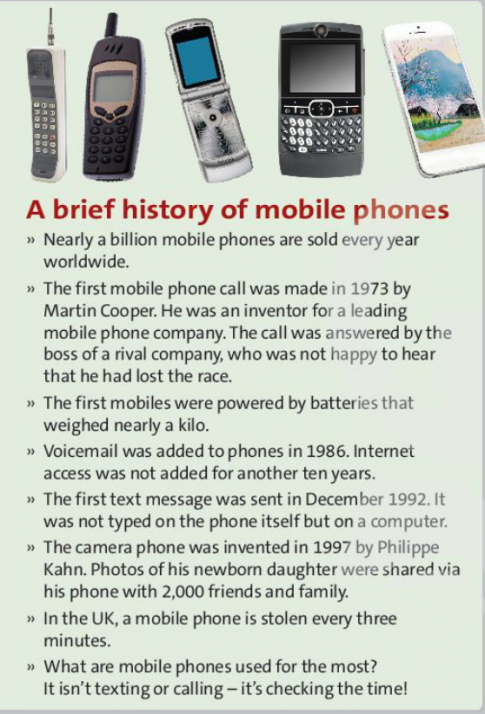 A brief history of mobile phones
» Nearly a billion mobile phones are sold every year
worldwide.
» The first mobile phone call was made in 1973 by
Martin Cooper. He was an inventor for a leading
mobile phone company. The call was answered by the
boss of a rival company, who was not happy to hear
that he had lost the race.
» The first mobiles were powered by batteries that
weighed nearly a kilo.
» Voicemail was added to phones in 1986. Internet
access was not added for another ten years.
» The first text message was sent in December 1992. It
was not typed on the phone itself but on a computer.
» The camera phone was invented in 1997 by Philippe
Kahn. Photos of his newborn daughter were shared via
his phone with 2,000 friends and family.
» In the UK, a mobile phone is stolen every three
minutes.
» What are mobile phones used for the most?
It isn't texting or calling – it's checking the time!